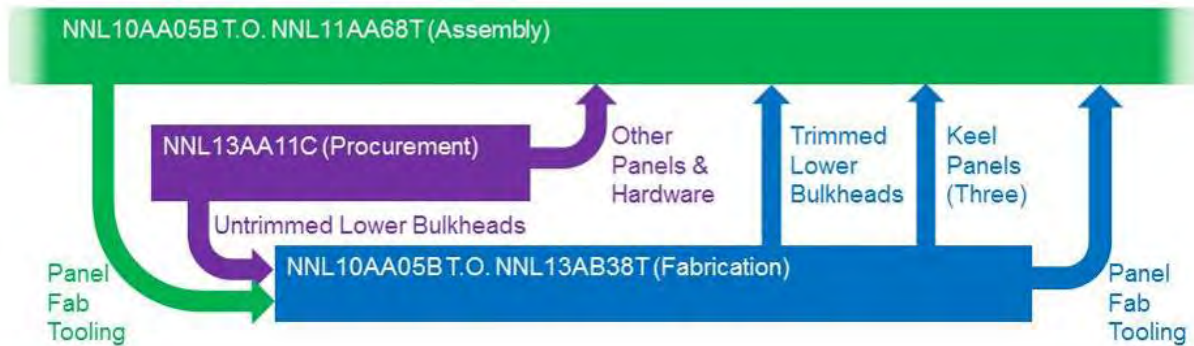 NNL10AA05B T.O. NNL11AA68T (Assembly)
NNL13AA11C (Procurement)
Other
Panels &
Hardware
Trimmed
Lower
Bulkheads
Keel
Panels
(Three)
Untrimmed Lower Bulkheads
NNL10AA05B T.O. NNL13AB38T (Fabrication)
Panel
Fab
Tooling
Panel
Fab
Tooling